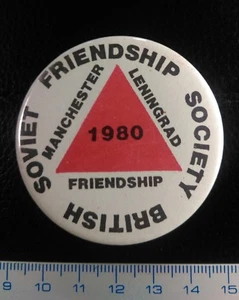 BRITISH SOVIET FRIENDSHIP SOCIETY
MANCHESTER
LENINGRAD
1980
FRIENDSHIP
9 10 11 12 13 14 15